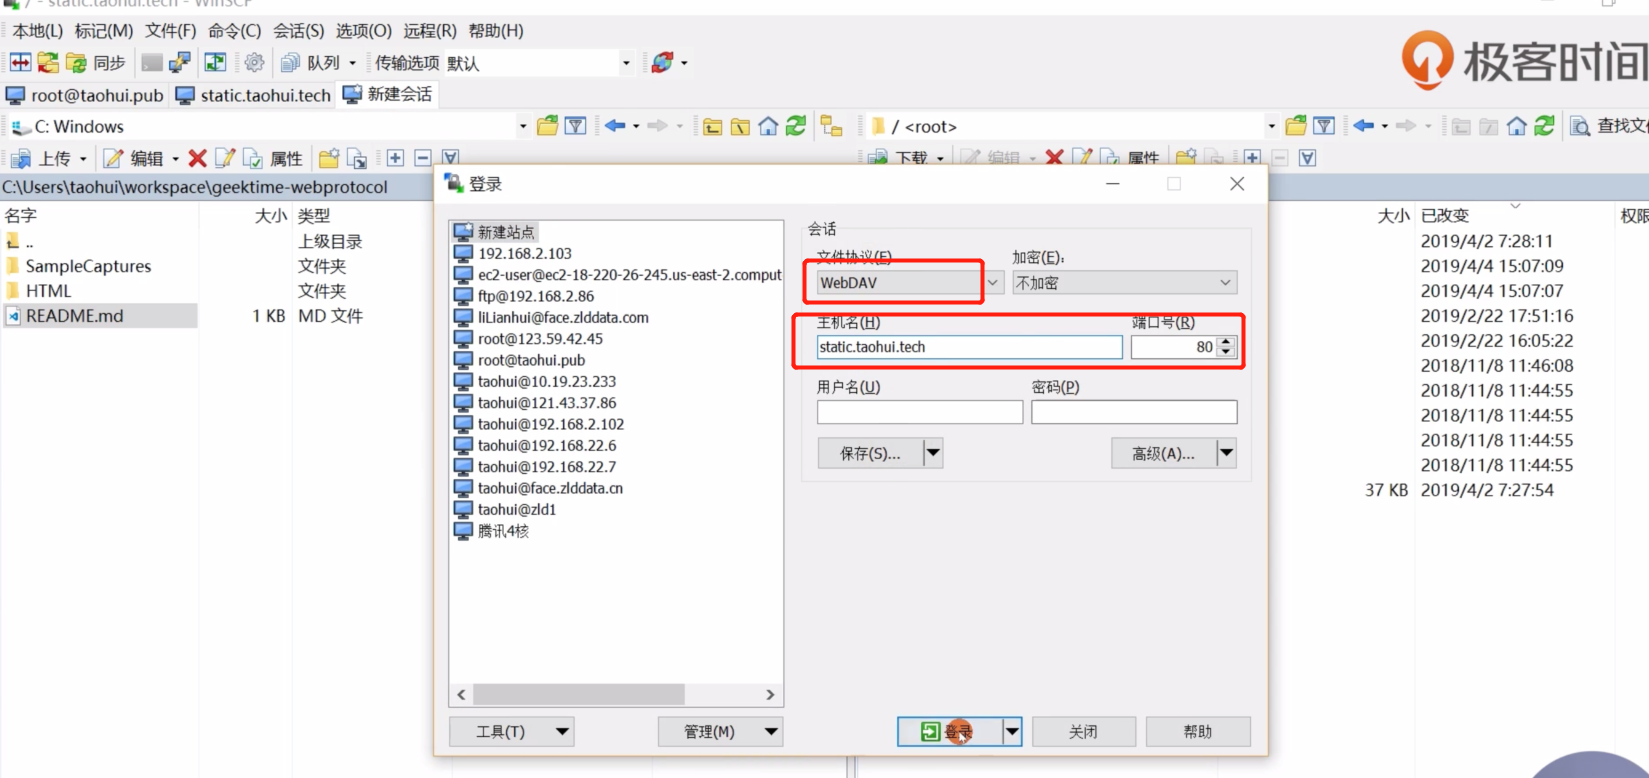 / - static.taohui.tech - WinSCP
本地(L) 标记(M) 文件(F) 命令(C) 会话(S) 选项(O) 远程(R) 帮助(H)
同步 队列 传输选项 默认
极客时间
root@taohui.pub static.taohui.tech 新建会话
C: Windows
/ <root>
查找文
上传 编辑 属性
下载 编辑 属性
C:\Users\taohui\workspace\geektime-webprotocol
名字 大小 类型
.. 上级目录
SampleCaptures 文件夹
HTML 文件夹
README.md 1 KB MD 文件
登录
新建站点
192.168.2.103
ec2-user@ec2-18-220-26-245.us-east-2.comput
ftp@192.168.2.86
liLianhui@face.zlddata.com
root@123.59.42.45
root@taohui.pub
taohui@10.19.23.233
taohui@121.43.37.86
taohui@192.168.2.102
taohui@192.168.22.6
taohui@192.168.22.7
taohui@face.zlddata.cn
taohui@zld1
腾讯4核
会话
文件协议(F) 加密(E):
WebDAV 不加密
主机名(H) 端口号(R)
static.taohui.tech 80
用户名(U) 密码(P)
保存(S)... 高级(A)...
工具(T) 管理(M) 登录 关闭 帮助
大小 已改变 权限
2019/4/2 7:28:11
2019/4/4 15:07:09
2019/4/4 15:07:07
2019/2/22 17:51:16
2019/2/22 16:05:22
2018/11/8 11:46:08
2018/11/8 11:44:55
2018/11/8 11:44:55
2018/11/8 11:44:55
2018/11/8 11:44:55
37 KB 2019/4/2 7:27:54